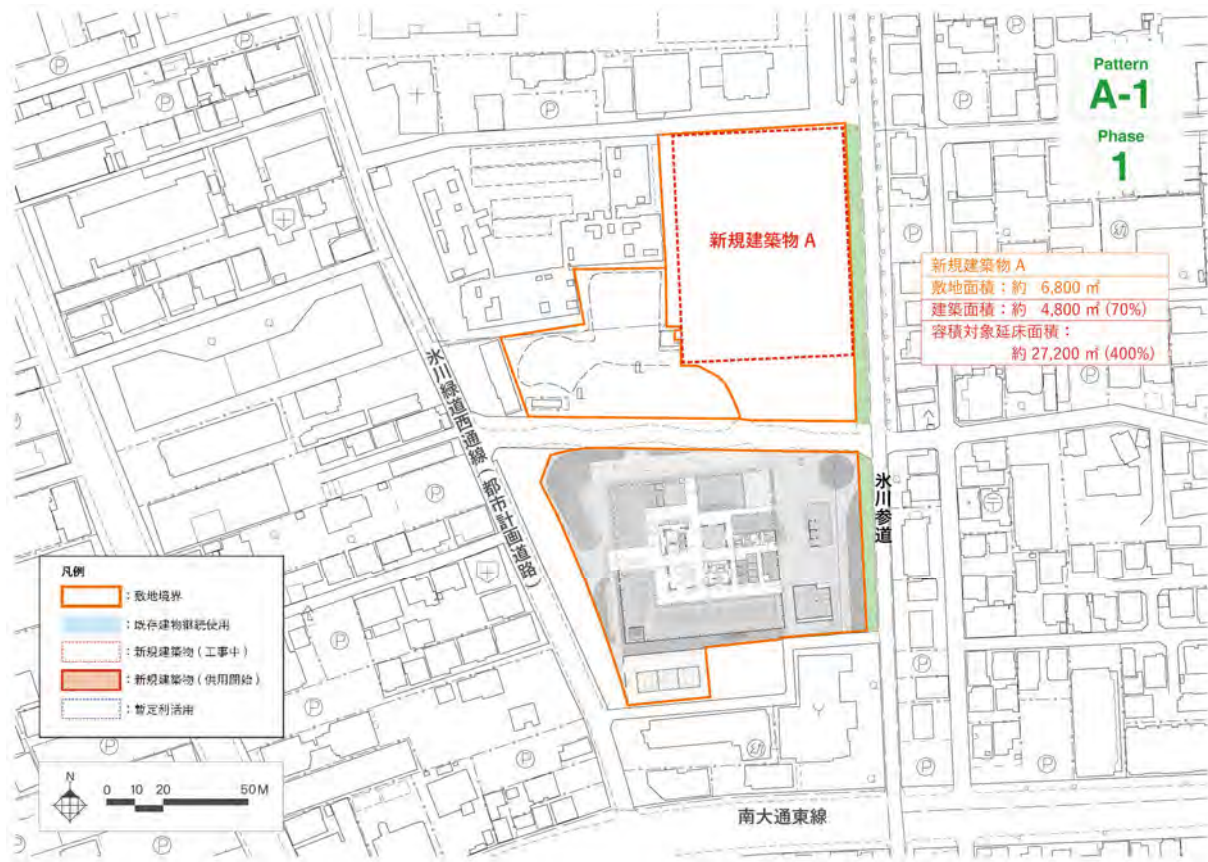 Pattern
A-1
Phase
1
新規建築物 A
新規建築物 A
敷地面積：約 6,800 ㎡
建築面積：約 4,800 ㎡ (70%)
容積対象延床面積：
約 27,200 ㎡ (400%)
氷川緑道西通線（都市計画道路）
氷川参道
凡例
：敷地境界
：既存建物継続使用
：新規建築物（工事中）
：新規建築物（供用開始）
：暫定利活用
N
0 10 20 50M
南大通東線